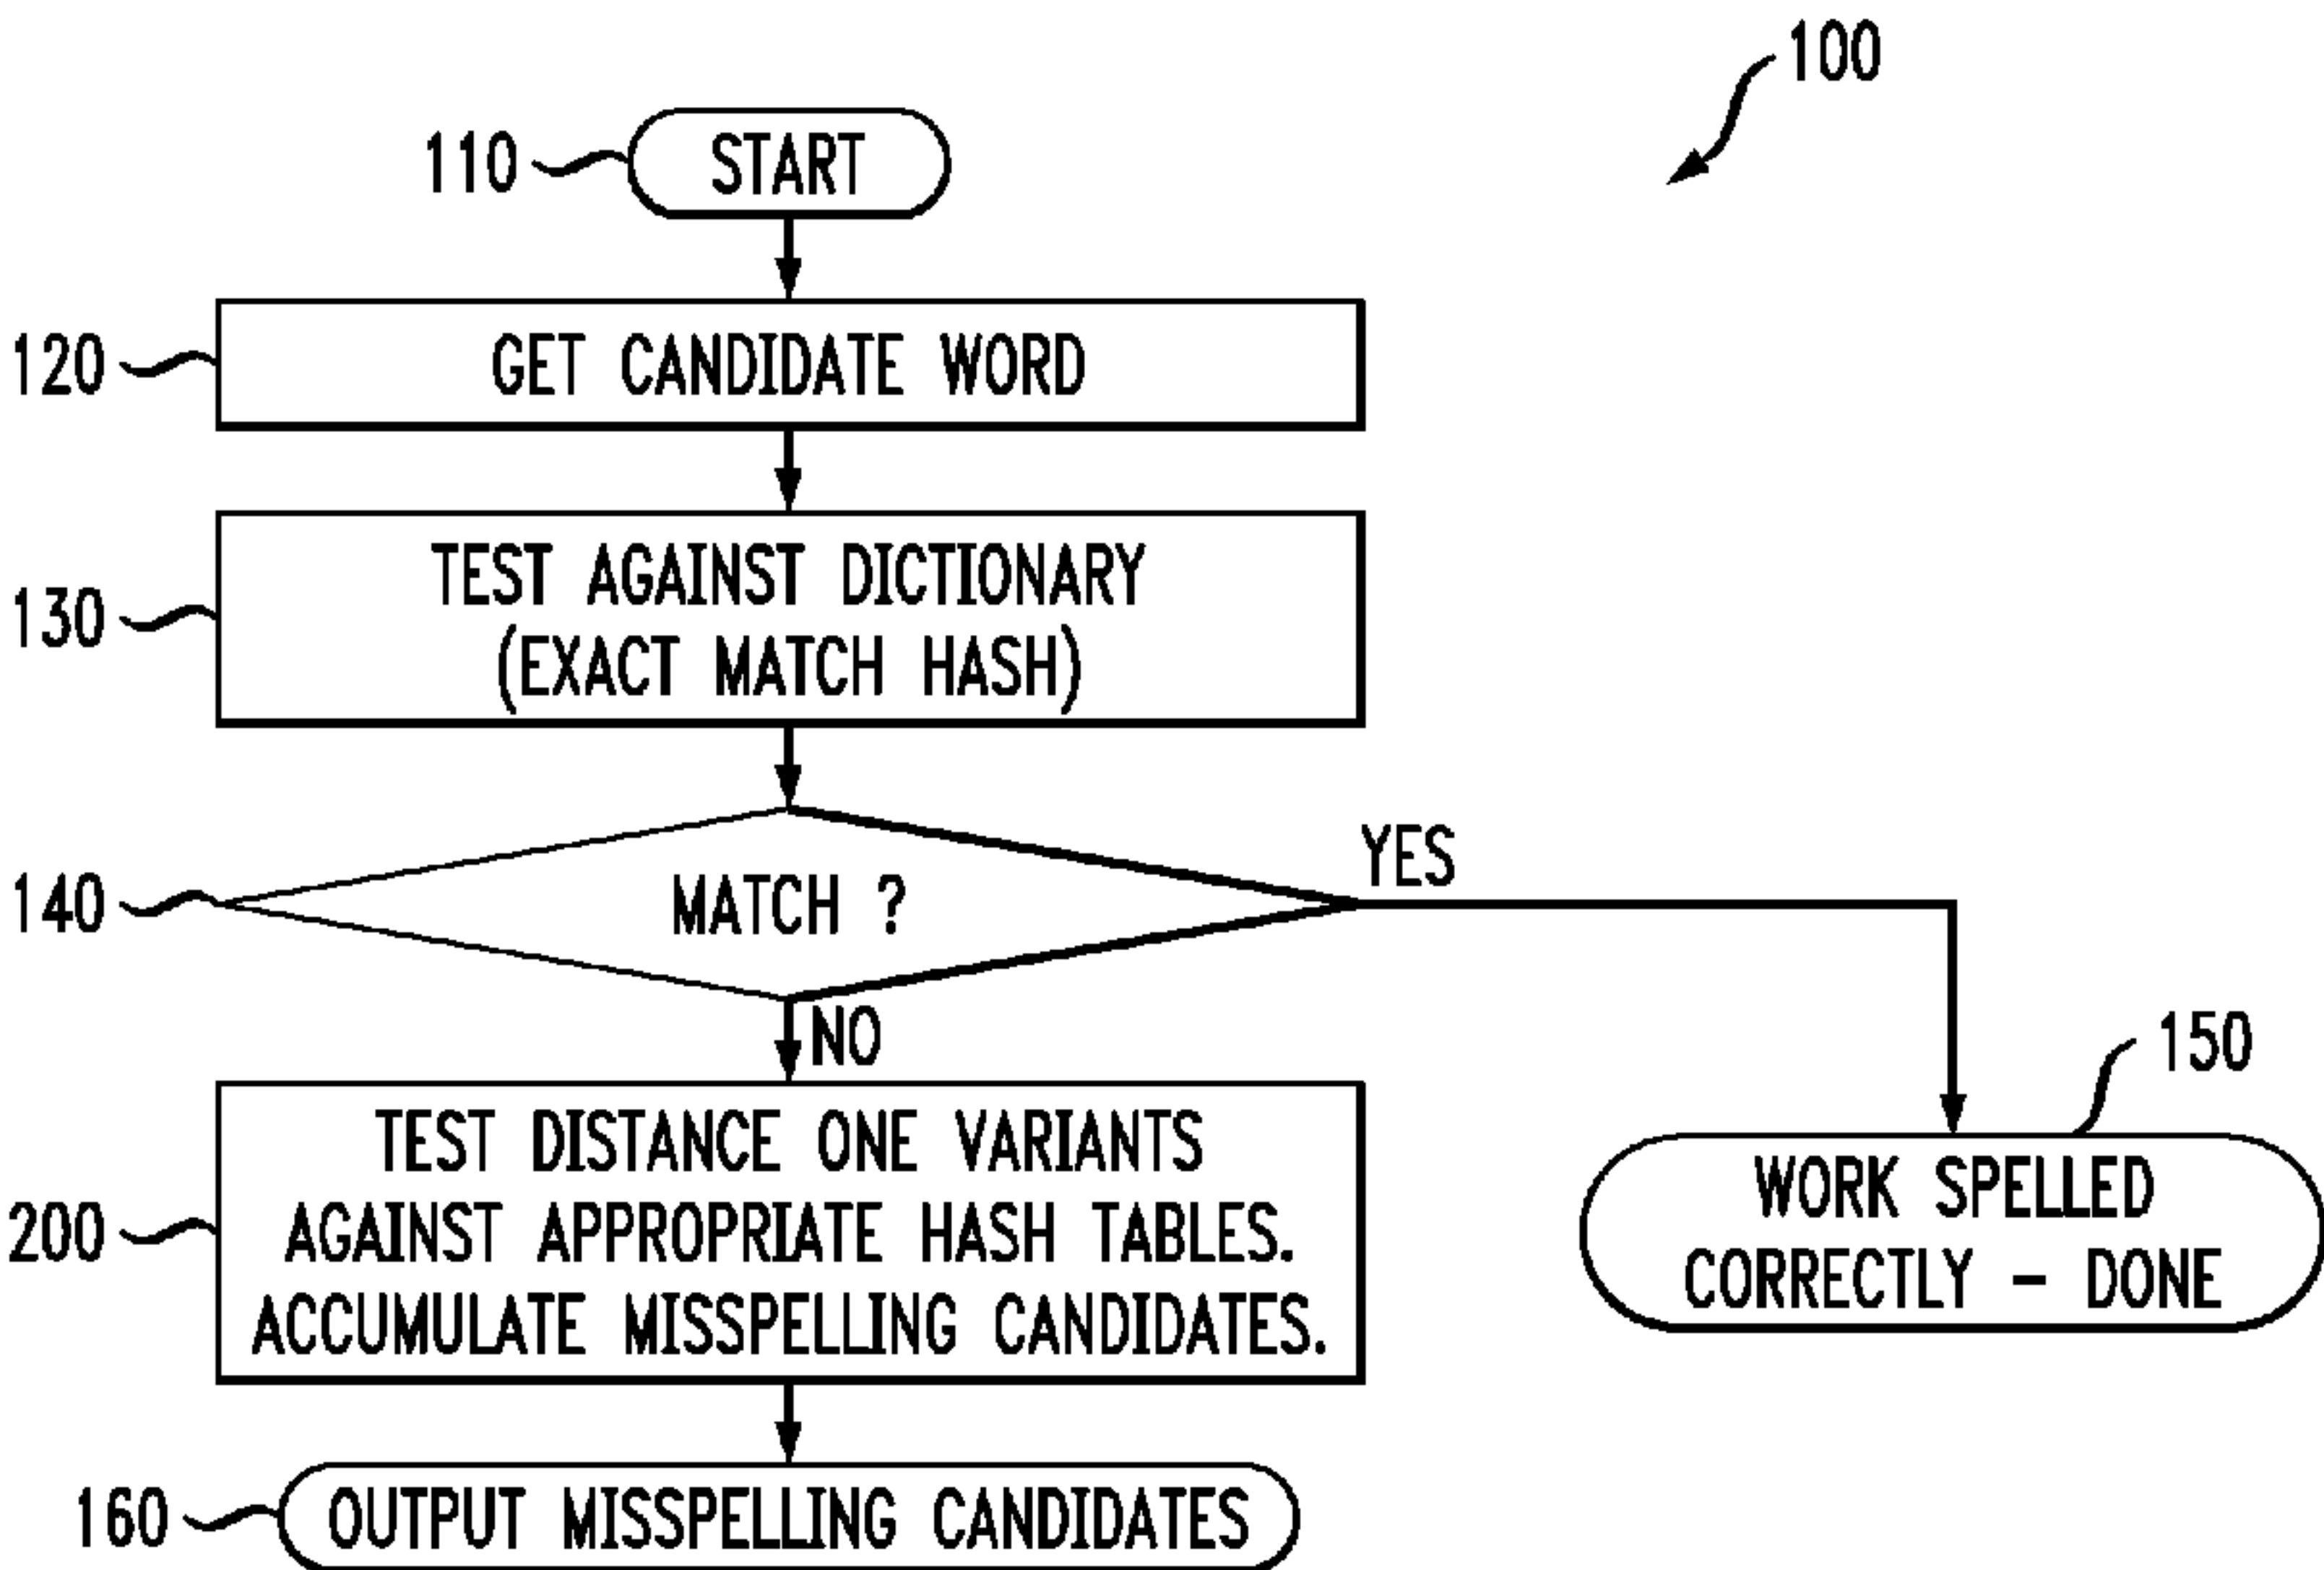 100
110
START
120
GET CANDIDATE WORD
130
TEST AGAINST DICTIONARY
(EXACT MATCH HASH)
140
MATCH ?
YES
NO
150
WORK SPELLED
CORRECTLY - DONE
200
TEST DISTANCE ONE VARIANTS
AGAINST APPROPRIATE HASH TABLES.
ACCUMULATE MISSPELLING CANDIDATES.
160
OUTPUT MISSPELLING CANDIDATES